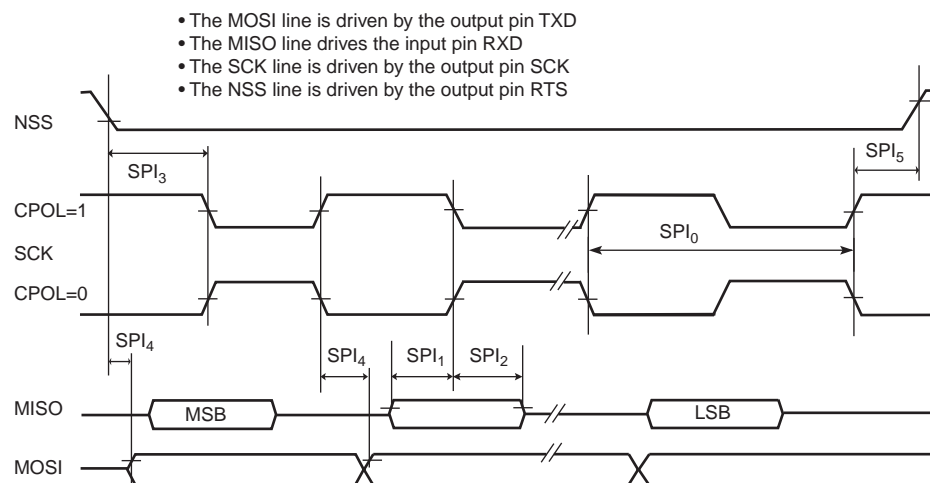 • The MOSI line is driven by the output pin TXD
• The MISO line drives the input pin RXD
• The SCK line is driven by the output pin SCK
• The NSS line is driven by the output pin RTS
NSS
SPI3
SPI5
CPOL=1
SPI0
SCK
CPOL=0
SPI4
SPI4
SPI1
SPI2
MISO
MSB
LSB
MOSI